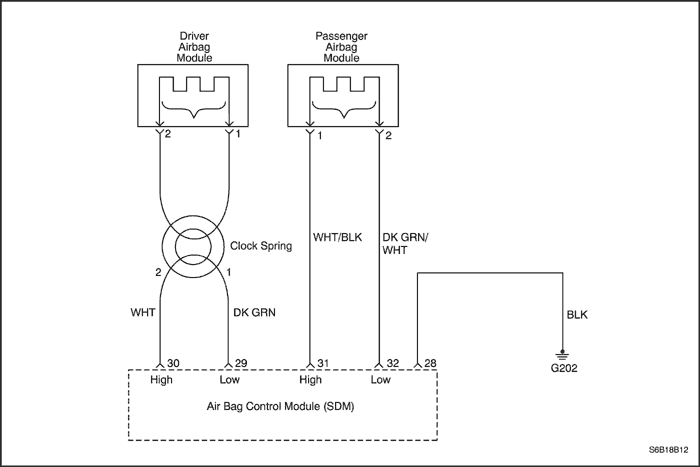 Driver
Airbag
Module
Passenger
Airbag
Module
2
1
1
2
WHT/BLK
DK GRN/
WHT
Clock Spring
2
1
WHT
DK GRN
BLK
G202
30
29
31
32
28
High
Low
High
Low
Air Bag Control Module (SDM)
S6B18B12